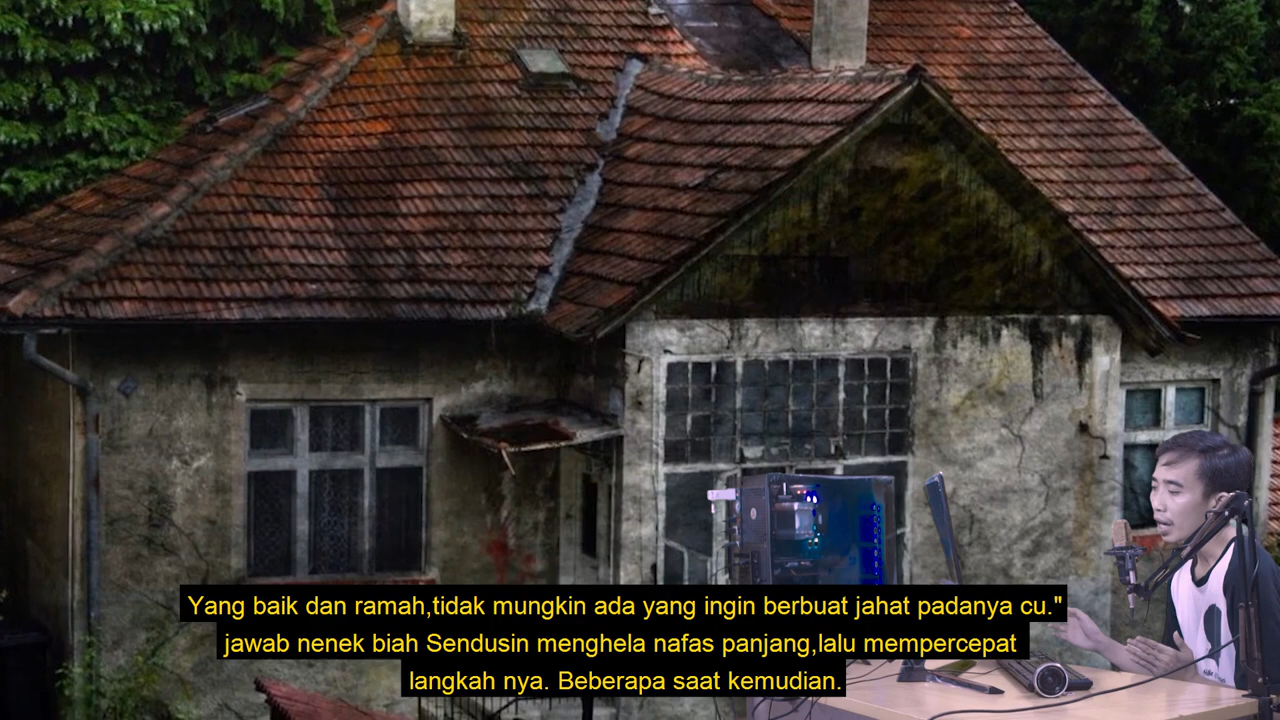 Yang baik dan ramah,tidak mungkin ada yang ingin berbuat jahat padanya cu."
jawab nenek biah Sendusin menghela nafas panjang,lalu mempercepat
langkah nya. Beberapa saat kemudian.